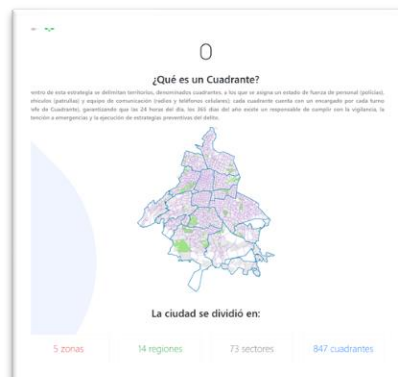 0
¿Qué es un Cuadrante?
entro de esta estrategia se delimitan territorios, denominados cuadrantes, a los que se asigna un estado de fuerza de personal (policías),
ehículos (patrullas) y equipo de comunicación (radios y teléfonos celulares); cada cuadrante cuenta con un encargado por cada turno
efe de Cuadrante), garantizando que las 24 horas del día, los 365 días del año existe un responsable de cumplir con la vigilancia, la
tención a emergencias y la ejecución de estrategias preventivas del delito.
La ciudad se dividió en:
5 zonas 14 regiones 73 sectores 847 cuadrantes